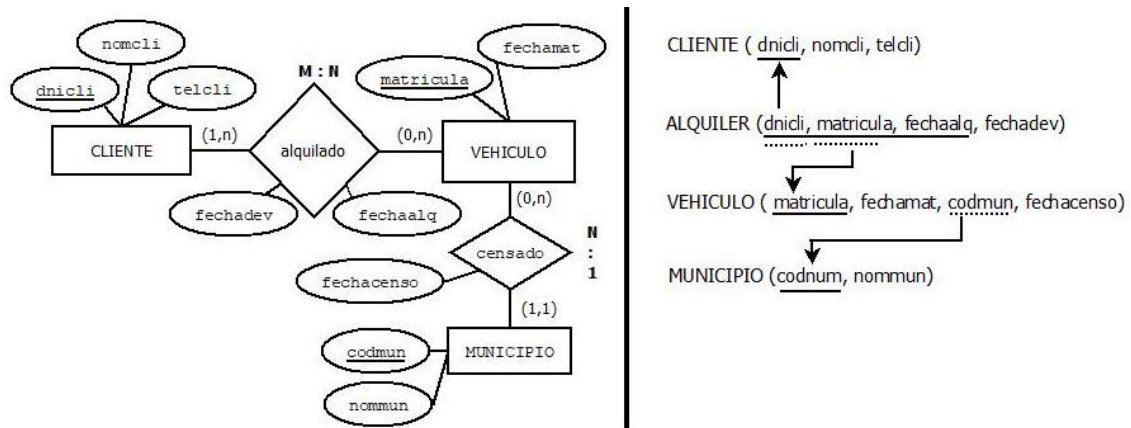 nomcli
fechamat
M : N
dnicli
telcli
matricula
CLIENTE
(1,n)
alquilado
(0,n)
VEHICULO
fechadev
fechaalq
(0,n)
censado
N
:
1
fechacenso
(1,1)
codmun
MUNICIPIO
nommun
CLIENTE ( dnicli, nomcli, telcli)
ALQUILER (dnicli, matricula, fechaalq, fechadev)
VEHICULO ( matricula, fechamat, codmun, fechacenso)
MUNICIPIO (codnum, nommun)